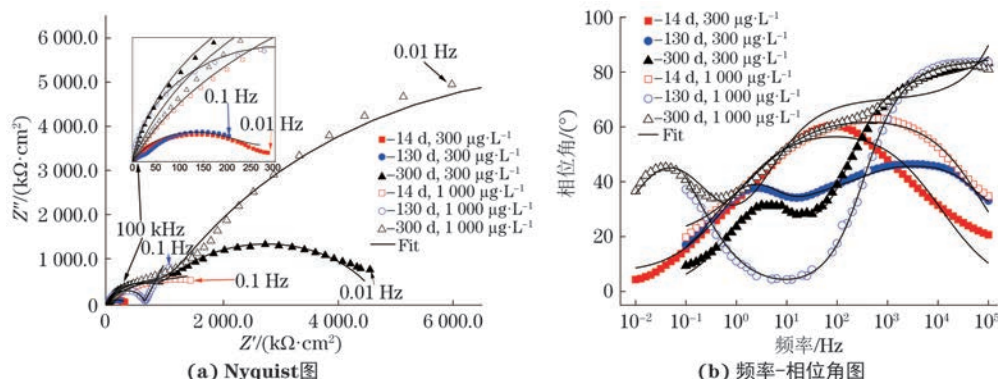 6 000.0
5 000.0
4 000.0
3 000.0
2 000.0
1 000.0
0
Z″/(kΩ·cm²)
0 50 100 150 200 250 300
0.1 Hz
0.01 Hz
0.01 Hz
100 kHz
0.1 Hz
0.1 Hz
0.01 Hz
–14 d, 300 μg·L⁻¹
–130 d, 300 μg·L⁻¹
–300 d, 300 μg·L⁻¹
–14 d, 1 000 μg·L⁻¹
–130 d, 1 000 μg·L⁻¹
–300 d, 1 000 μg·L⁻¹
Fit
0 2 000.0 4 000.0 6 000.0
Z′/(kΩ·cm²)
(a) Nyquist图
100
80
60
40
20
0
相位角/(°)
–14 d, 300 μg·L⁻¹
–130 d, 300 μg·L⁻¹
–300 d, 300 μg·L⁻¹
–14 d, 1 000 μg·L⁻¹
–130 d, 1 000 μg·L⁻¹
–300 d, 1 000 μg·L⁻¹
Fit
10⁻² 10⁻¹ 10⁰ 10¹ 10² 10³ 10⁴ 10⁵
频率/Hz
(b) 频率–相位角图